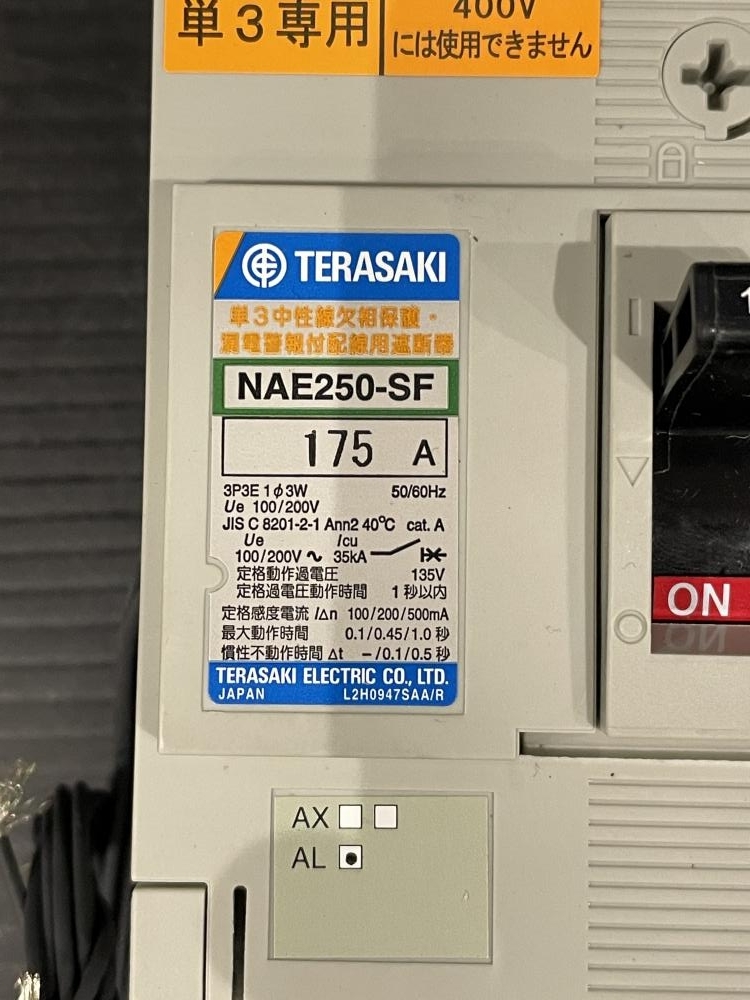 単3専用
400V
には使用できません
TERASAKI
単3中性線欠相保護・
漏電警報付配線用遮断器
NAE250-SF
175 A
3P3E 1φ3W 50/60Hz
Ue 100/200V
JIS C 8201-2-1 Ann2 40℃ cat. A
Ue Icu
100/200V ~ 35kA
定格動作過電圧 135V
定格過電圧動作時間 1秒以内
定格感度電流 IΔn 100/200/500mA
最大動作時間 0.1/0.45/1.0 秒
慣性不動作時間 Δt －/0.1/0.5 秒
TERASAKI ELECTRIC CO., LTD.
JAPAN L2H0947SAA/R
ON
AX
AL